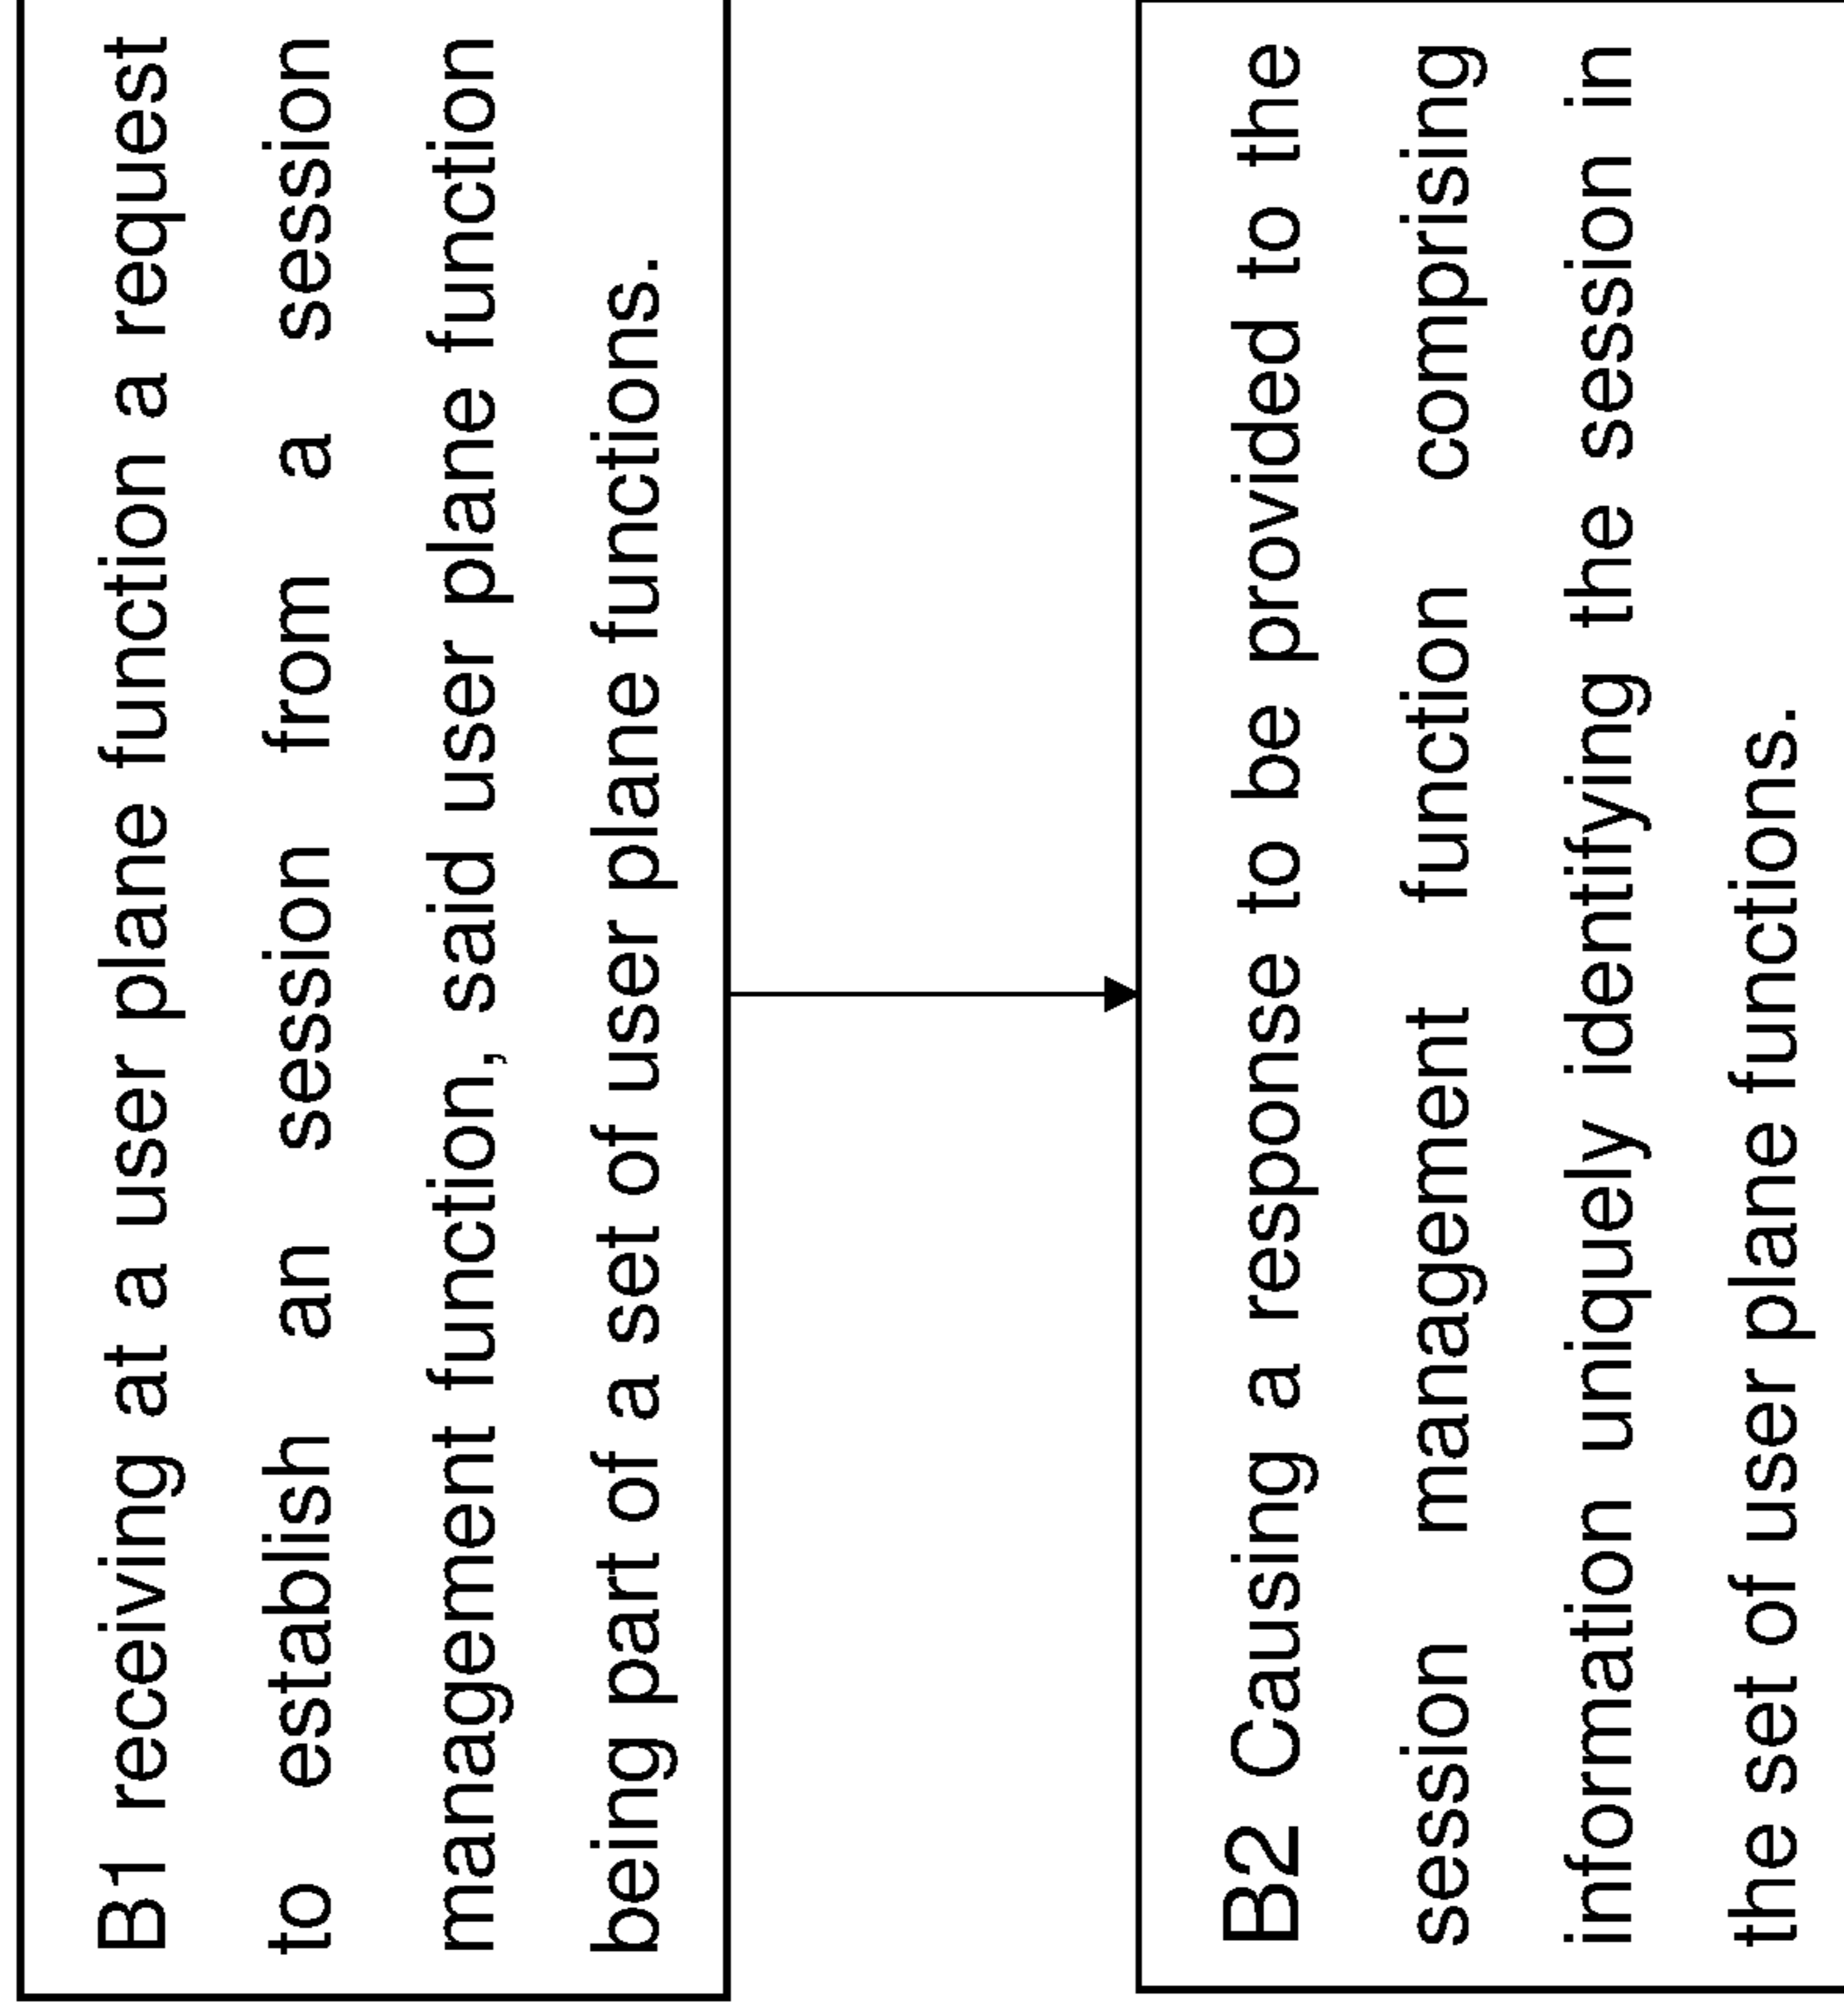 B1 receiving at a user plane function a request
to establish an session from a session
management function, said user plane function
being part of a set of user plane functions.
B2 Causing a response to be provided to the
session management function comprising
information uniquely identifying the session in
the set of user plane functions.